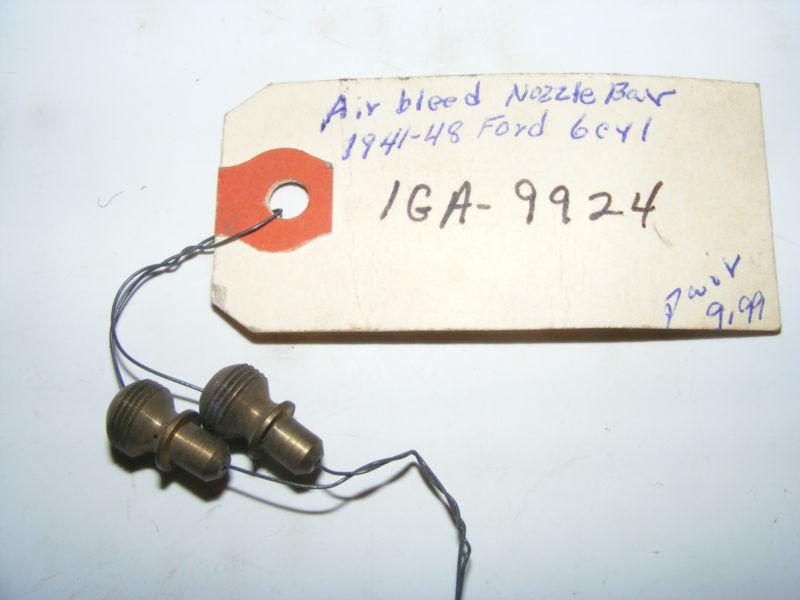 Air bleed Nozzle Bar
1941-48 Ford 6cyl
1GA-9924
Pair
9.99